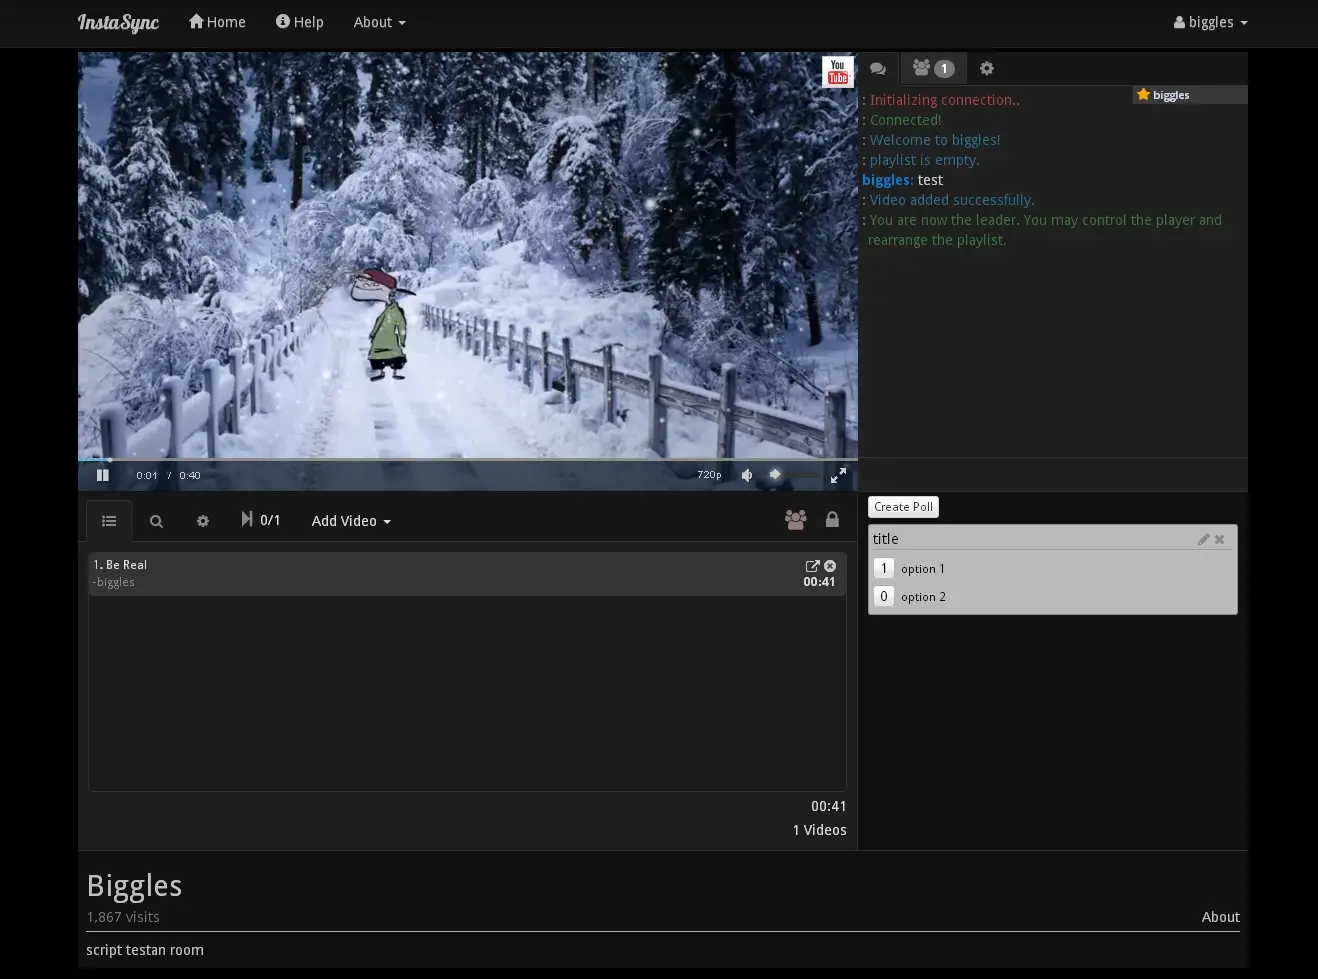 InstaSync Home Help About biggles
You Tube
1
biggles
: Initializing connection..
: Connected!
: Welcome to biggles!
: playlist is empty.
biggles: test
: Video added successfully.
: You are now the leader. You may control the player and
rearrange the playlist.
0:01 / 0:40 720p
0/1 Add Video
1. Be Real
-biggles
00:41
00:41
1 Videos
Create Poll
title
1 option 1
0 option 2
Biggles
1,867 visits
About
script testan room